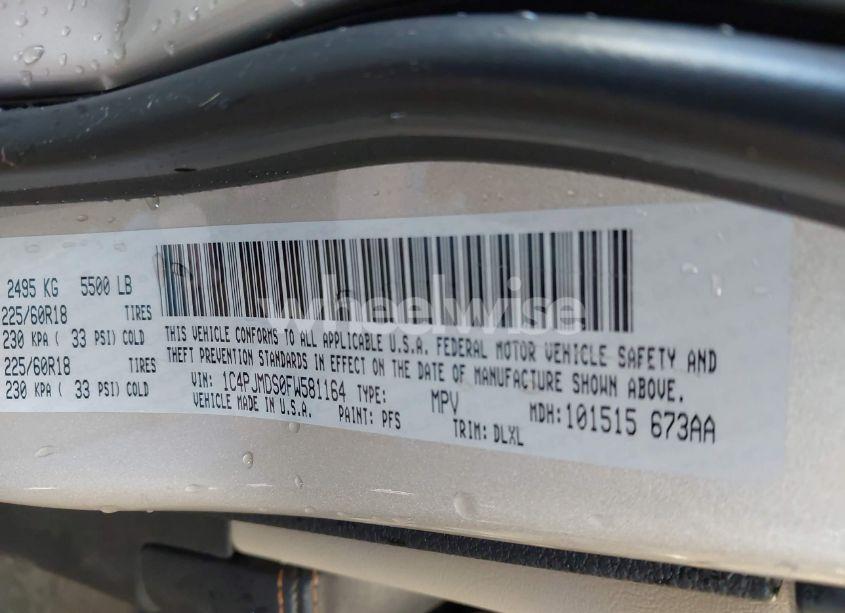 2495 KG 5500 LB
225/60R18 TIRES
230 KPA ( 33 PSI) COLD
225/60R18 TIRES
230 KPA ( 33 PSI) COLD
THIS VEHICLE CONFORMS TO ALL APPLICABLE U.S.A. FEDERAL MOTOR VEHICLE SAFETY AND
THEFT PREVENTION STANDARDS IN EFFECT ON THE DATE OF MANUFACTURE SHOWN ABOVE.
VIN: 1C4PJMDS0FW581164 TYPE: MPV MDH:101515 673AA
VEHICLE MADE IN U.S.A. PAINT: PFS TRIM: DLXL
wheelwise